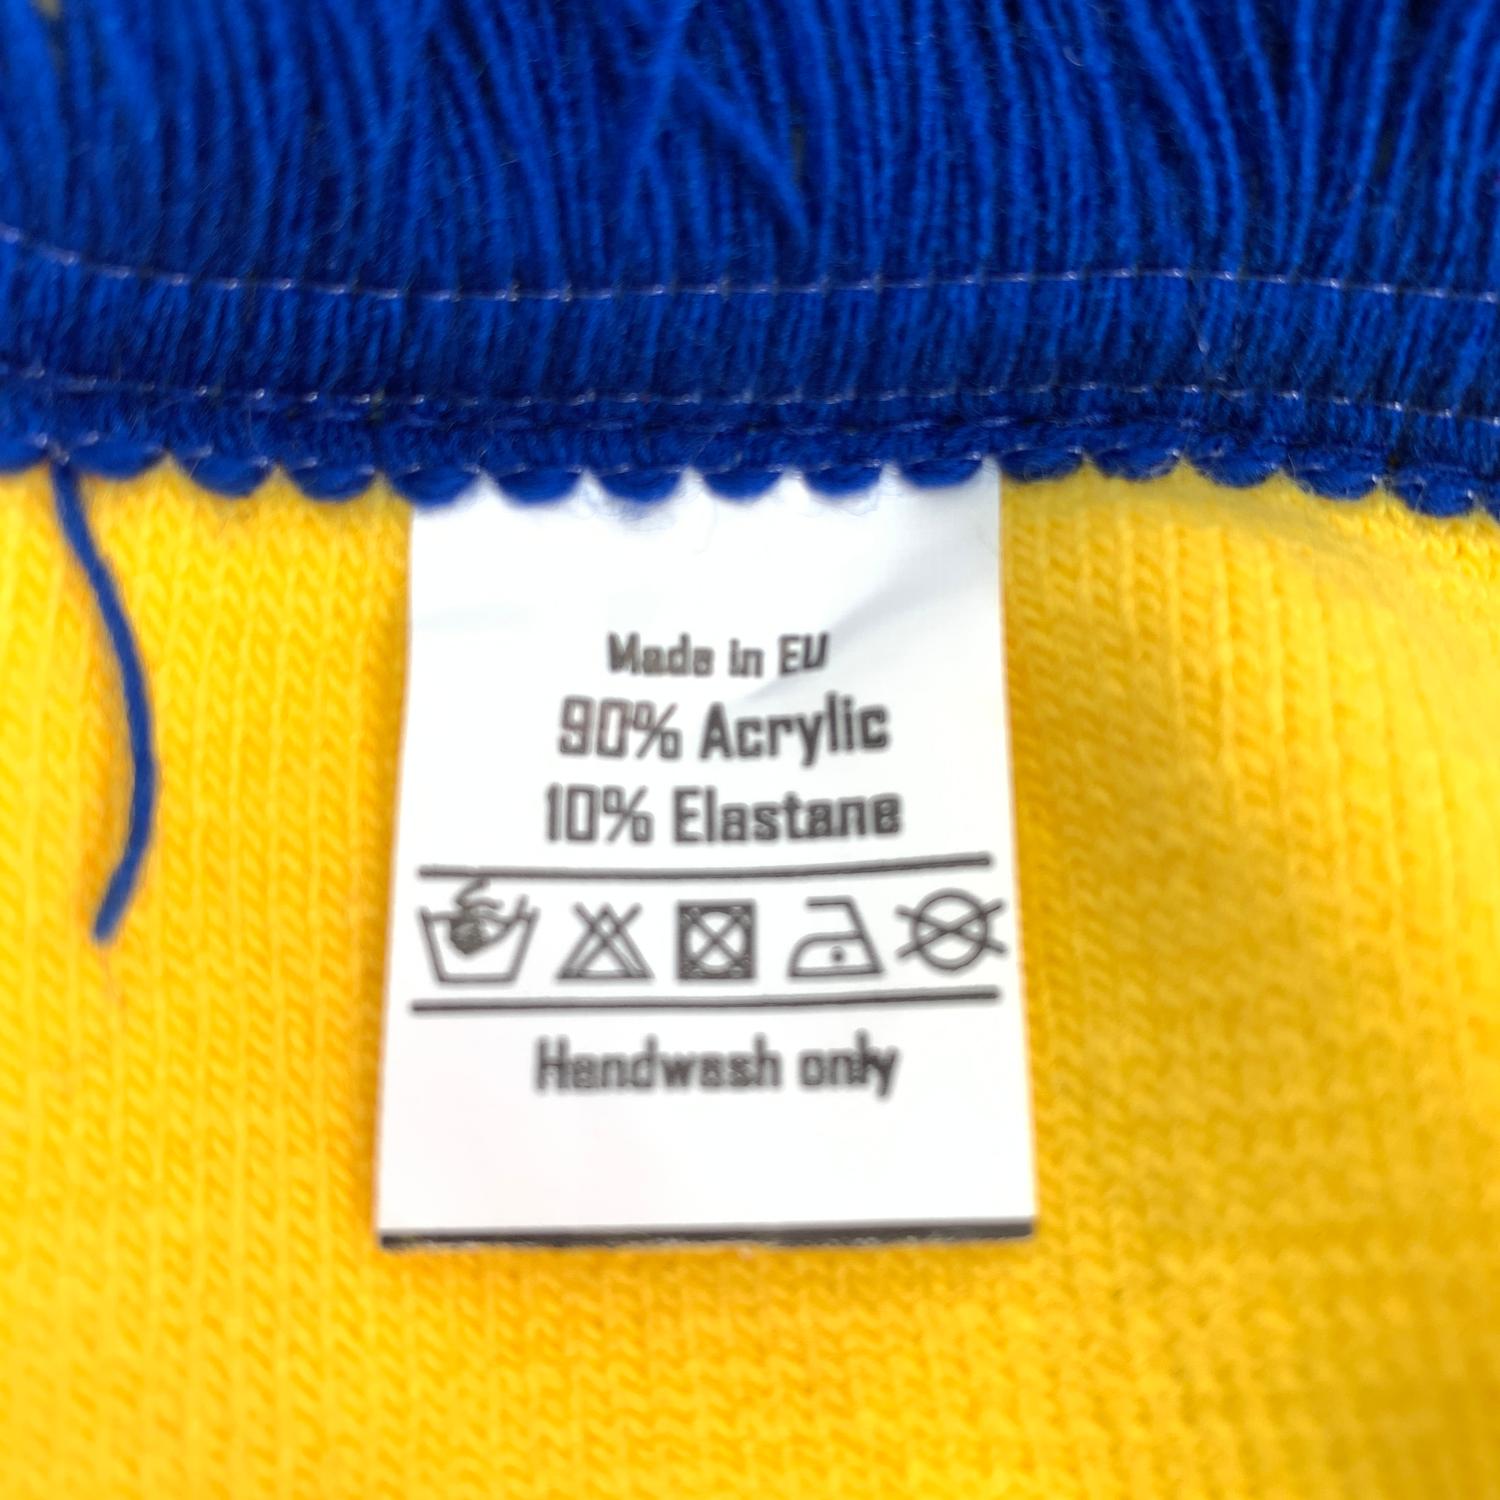 Made in EU
90% Acrylic
10% Elastane
Handwash only